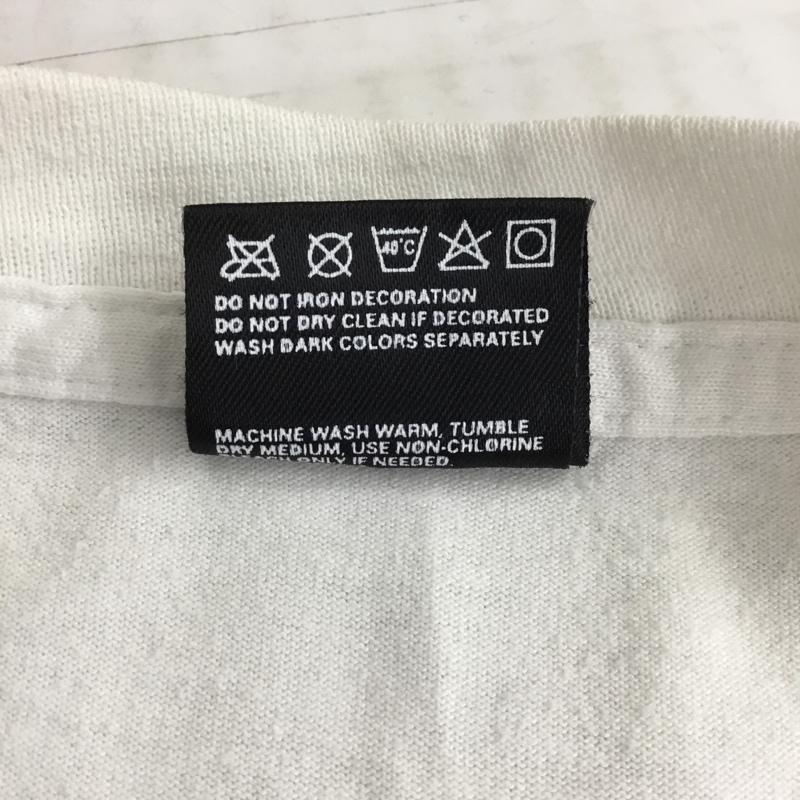 40°C
DO NOT IRON DECORATION
DO NOT DRY CLEAN IF DECORATED
WASH DARK COLORS SEPARATELY
MACHINE WASH WARM, TUMBLE
DRY MEDIUM, USE NON-CHLORINE
ONLY IF NEEDED.